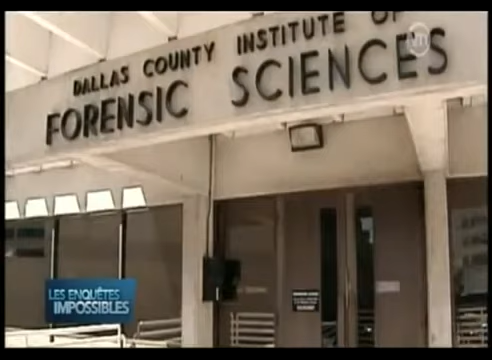 DALLAS COUNTY INSTITUTE OF
FORENSIC SCIENCES
LES ENQUÊTES
IMPOSSIBLES